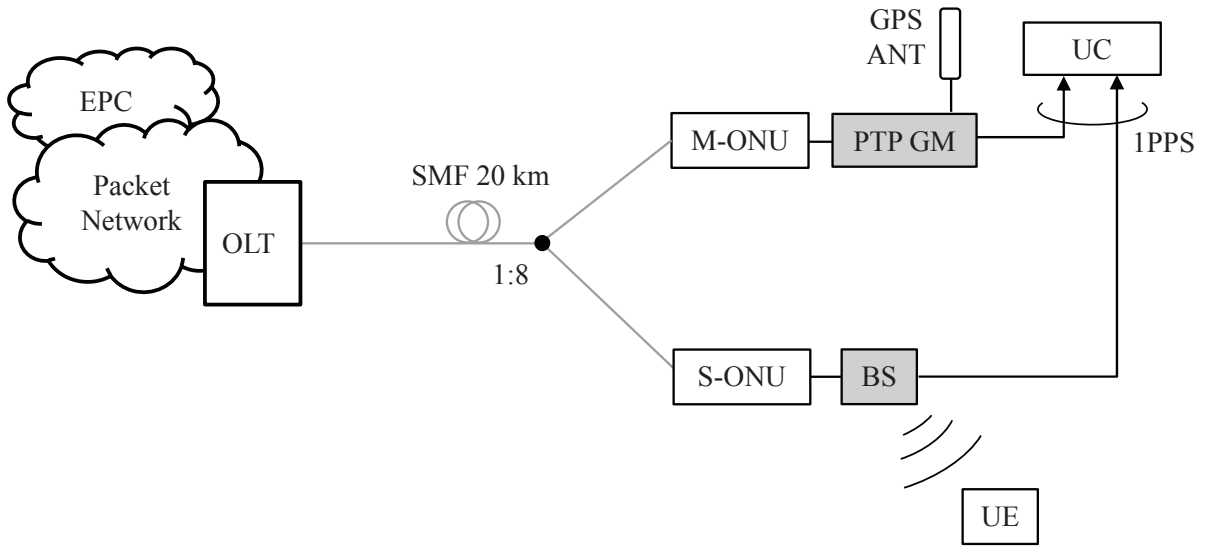 GPS
ANT
UC
EPC
M-ONU
PTP GM
1PPS
Packet
Network
SMF 20 km
OLT
1:8
S-ONU
BS
UE